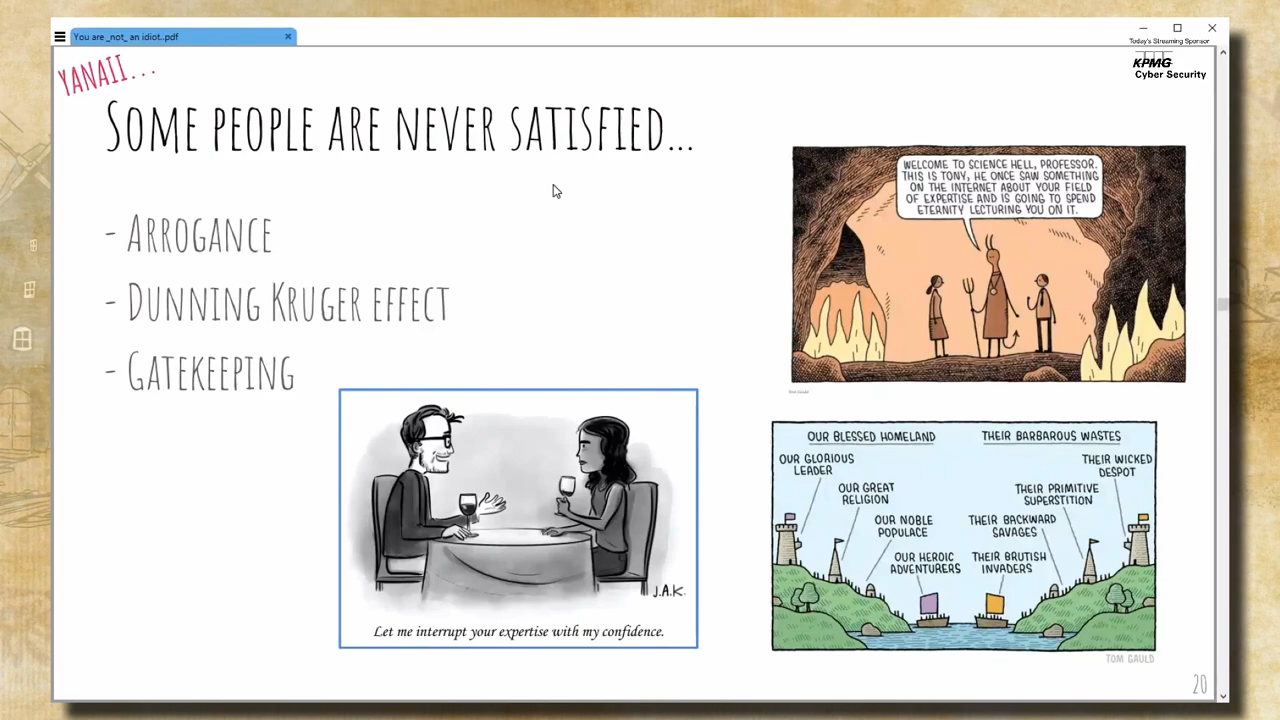 You are _not_ an idiot..pdf
Today's Streaming Sponsor
KPMG
Cyber Security
YANAII...
SOME PEOPLE ARE NEVER SATISFIED...
- ARROGANCE
- DUNNING KRUGER EFFECT
- GATEKEEPING
WELCOME TO SCIENCE HELL, PROFESSOR.
THIS IS TONY, HE ONCE SAW SOMETHING
ON THE INTERNET ABOUT YOUR FIELD
OF EXPERTISE AND IS GOING TO SPEND
ETERNITY LECTURING YOU ON IT.
Tom Gauld
J.A.K.
Let me interrupt your expertise with my confidence.
OUR BLESSED HOMELAND
THEIR BARBAROUS WASTES
OUR GLORIOUS
LEADER
THEIR WICKED
DESPOT
OUR GREAT
RELIGION
THEIR PRIMITIVE
SUPERSTITION
OUR NOBLE
POPULACE
THEIR BACKWARD
SAVAGES
OUR HEROIC
ADVENTURERS
THEIR BRUTISH
INVADERS
TOM GAULD
20